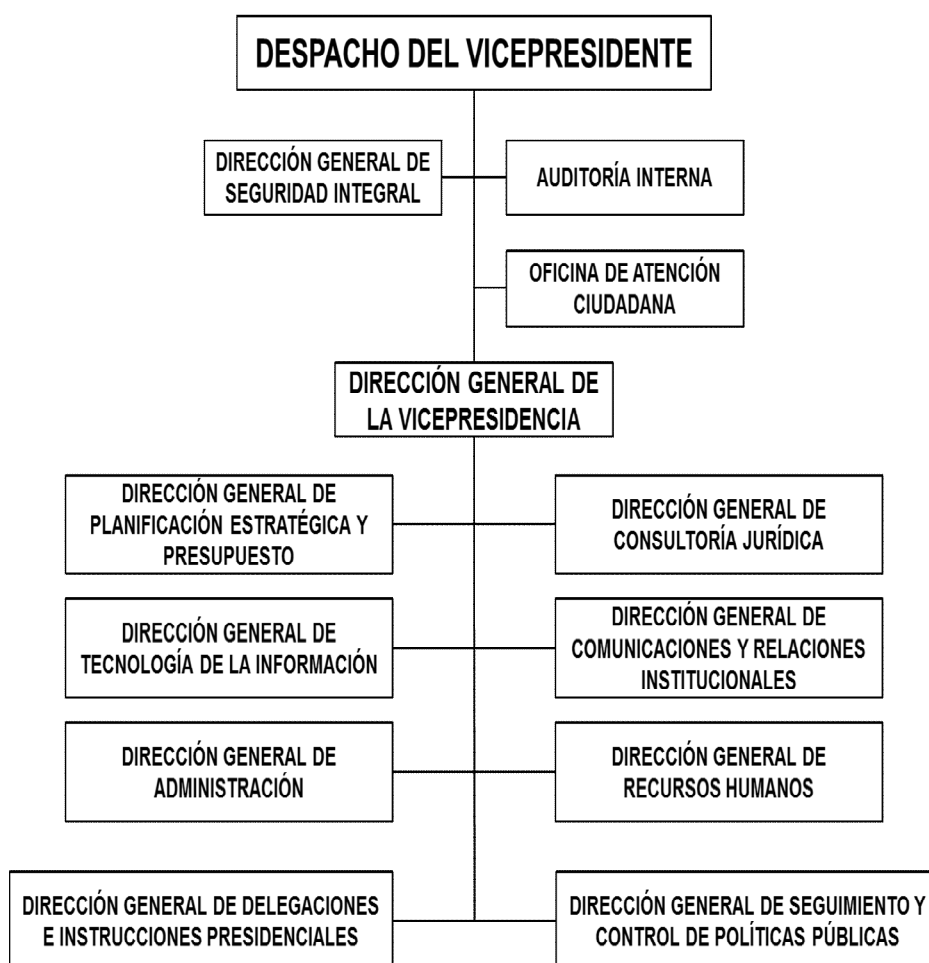 DESPACHO DEL VICEPRESIDENTE
DIRECCIÓN GENERAL DE
SEGURIDAD INTEGRAL
AUDITORÍA INTERNA
OFICINA DE ATENCIÓN
CIUDADANA
DIRECCIÓN GENERAL DE
LA VICEPRESIDENCIA
DIRECCIÓN GENERAL DE
PLANIFICACIÓN ESTRATÉGICA Y
PRESUPUESTO
DIRECCIÓN GENERAL DE
CONSULTORÍA JURÍDICA
DIRECCIÓN GENERAL DE
TECNOLOGÍA DE LA INFORMACIÓN
DIRECCIÓN GENERAL DE
COMUNICACIONES Y RELACIONES
INSTITUCIONALES
DIRECCIÓN GENERAL DE
ADMINISTRACIÓN
DIRECCIÓN GENERAL DE
RECURSOS HUMANOS
DIRECCIÓN GENERAL DE DELEGACIONES
E INSTRUCCIONES PRESIDENCIALES
DIRECCIÓN GENERAL DE SEGUIMIENTO Y
CONTROL DE POLÍTICAS PÚBLICAS